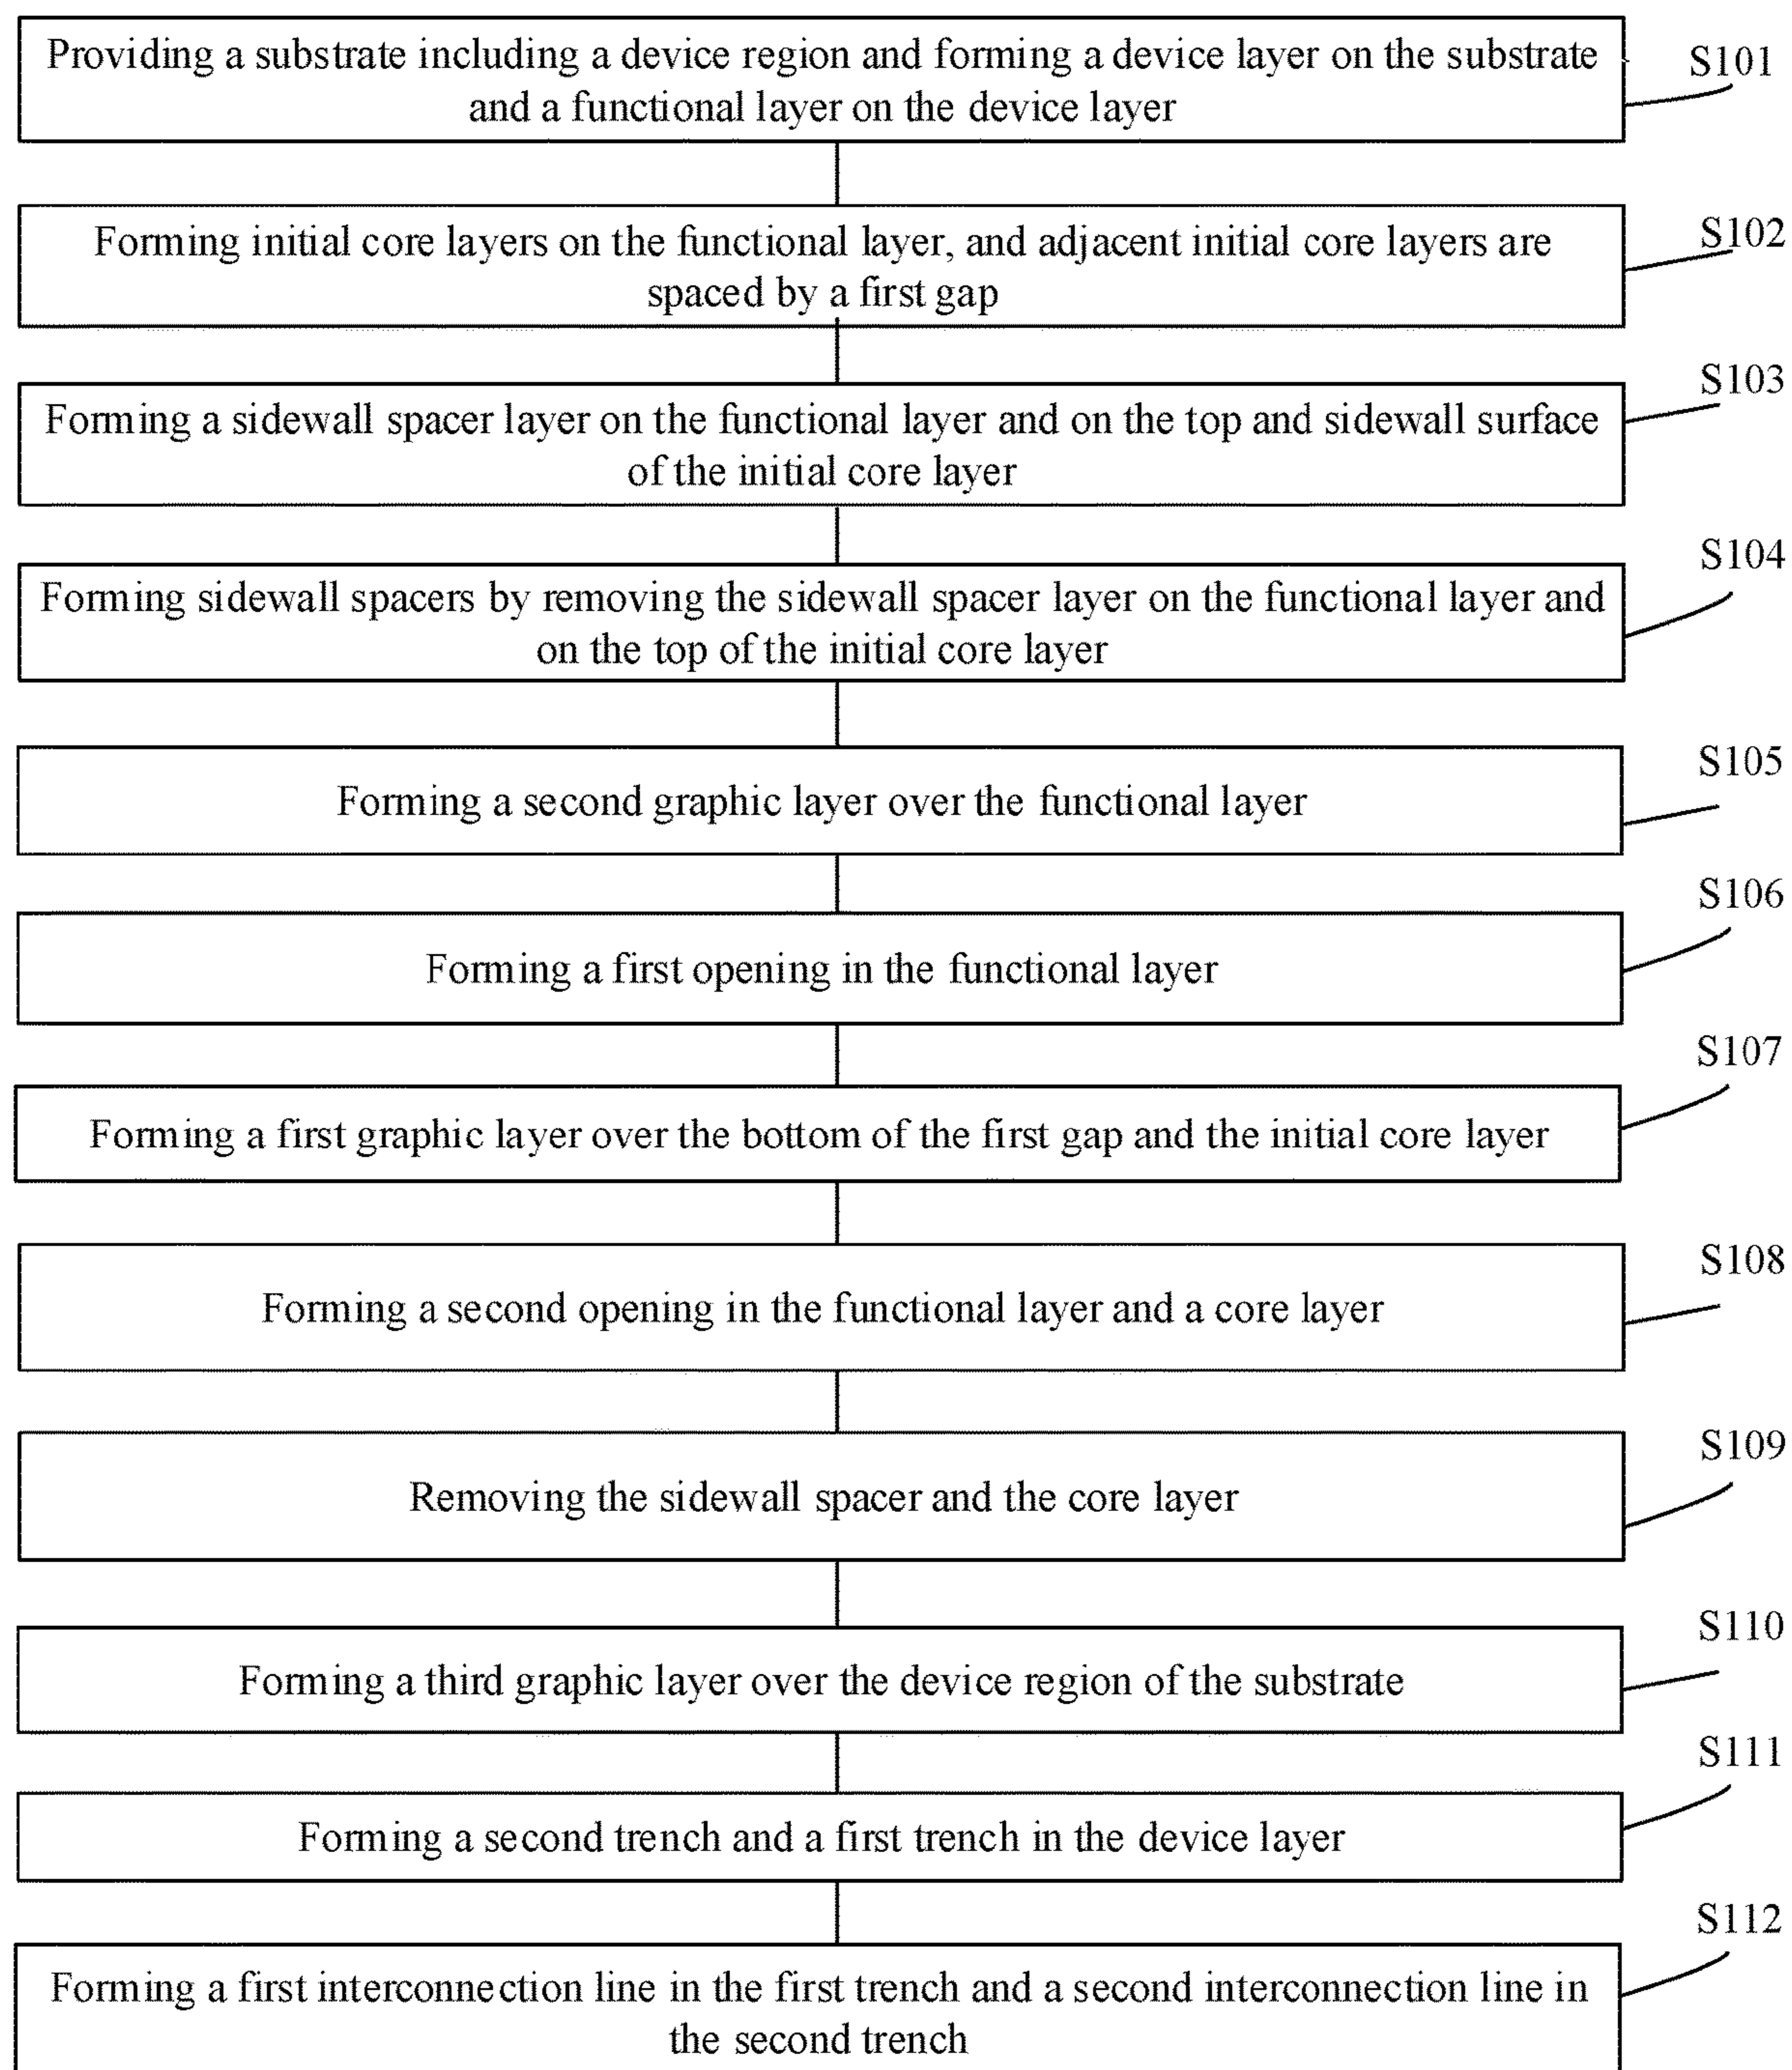 Providing a substrate including a device region and forming a device layer on the substrate
and a functional layer on the device layer
S101
Forming initial core layers on the functional layer, and adjacent initial core layers are
spaced by a first gap
S102
Forming a sidewall spacer layer on the functional layer and on the top and sidewall surface
of the initial core layer
S103
Forming sidewall spacers by removing the sidewall spacer layer on the functional layer and
on the top of the initial core layer
S104
Forming a second graphic layer over the functional layer
S105
Forming a first opening in the functional layer
S106
Forming a first graphic layer over the bottom of the first gap and the initial core layer
S107
Forming a second opening in the functional layer and a core layer
S108
Removing the sidewall spacer and the core layer
S109
Forming a third graphic layer over the device region of the substrate
S110
Forming a second trench and a first trench in the device layer
S111
Forming a first interconnection line in the first trench and a second interconnection line in
the second trench
S112